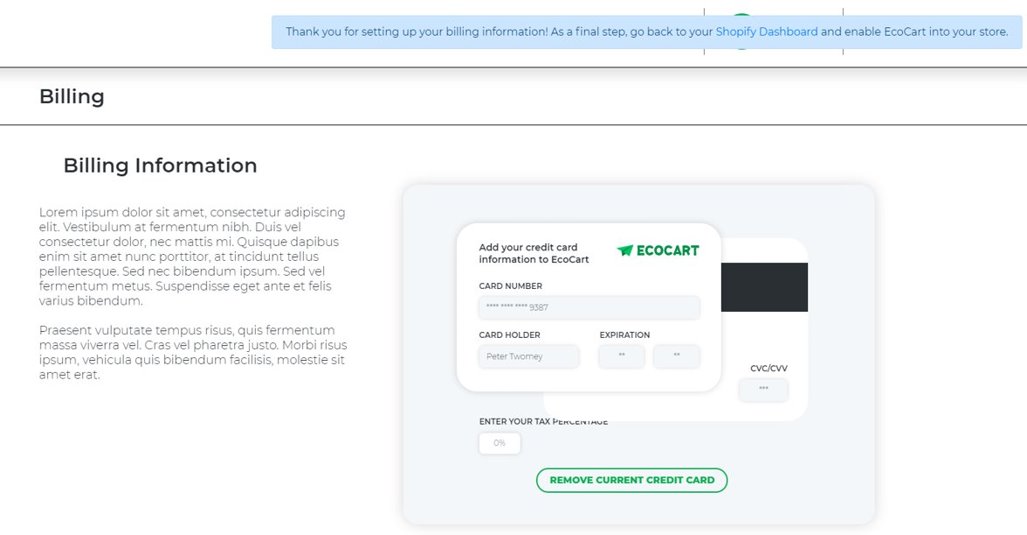 Thank you for setting up your billing information! As a final step, go back to your Shopify Dashboard and enable EcoCart into your store.
Billing
Billing Information
Lorem ipsum dolor sit amet, consectetur adipiscing
elit. Vestibulum at fermentum nibh. Duis vel
consectetur dolor, nec mattis mi. Quisque dapibus
enim sit amet nunc porttitor, at tincidunt tellus
pellentesque. Sed nec bibendum ipsum. Sed vel
fermentum metus. Suspendisse eget ante et felis
varius bibendum.
Praesent vulputate tempus risus, quis fermentum
massa viverra vel. Cras vel pharetra justo. Morbi risus
ipsum, vehicula quis bibendum facilisis, molestie sit
amet erat.
Add your credit card
information to EcoCart
ECOCART
CARD NUMBER
**** **** **** 9387
CARD HOLDER
EXPIRATION
Peter Twomey
**
**
CVC/CVV
***
ENTER YOUR TAX PERCENTAGE
0%
REMOVE CURRENT CREDIT CARD